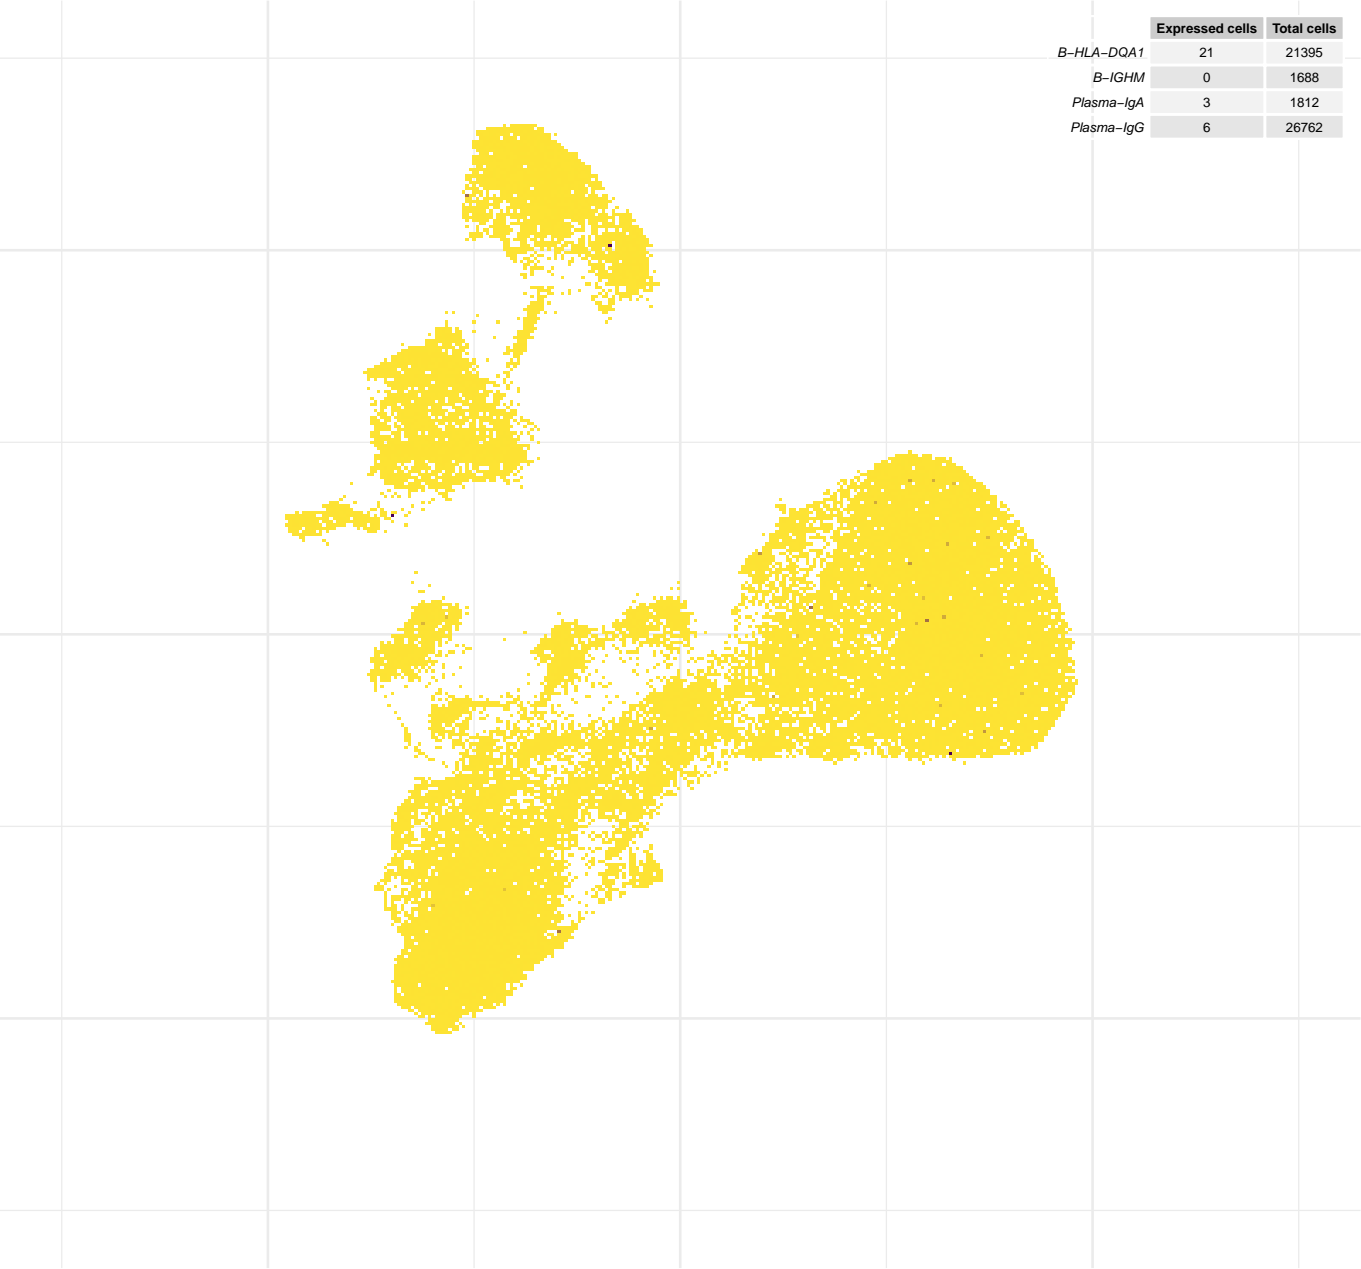 Expressed cells Total cells
B−HLA−DQA1 21 21395
B−IGHM 0 1688
Plasma−IgA 3 1812
Plasma−IgG 6 26762